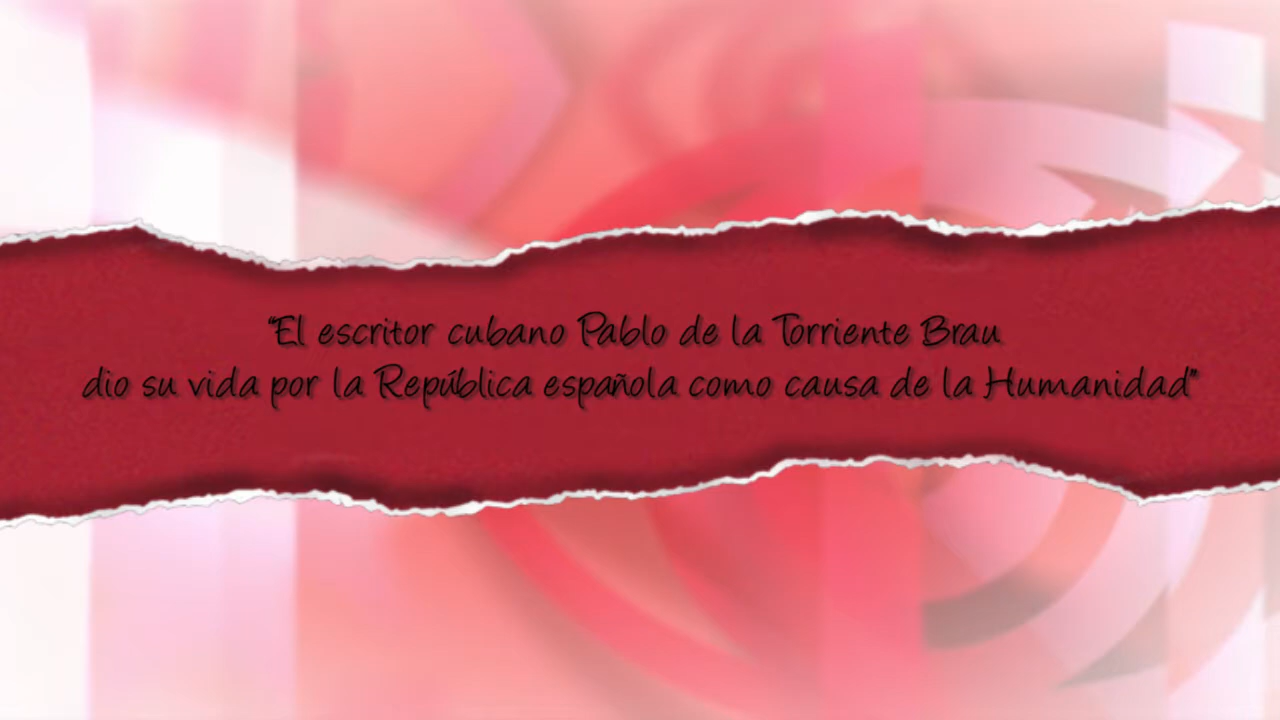 "El escritor cubano Pablo de la Torriente Brau
dio su vida por la República española como causa de la Humanidad"